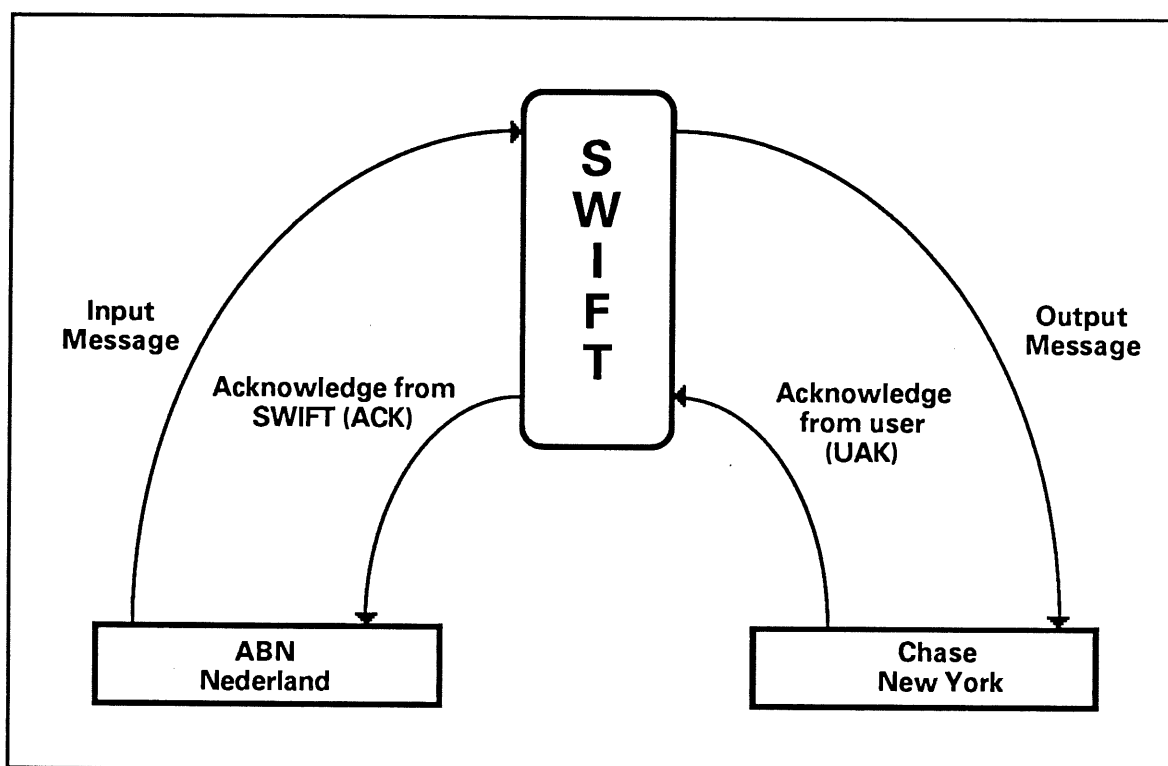 S
W
I
F
T
Input
Message
Output
Message
Acknowledge from
SWIFT (ACK)
Acknowledge
from user
(UAK)
ABN
Nederland
Chase
New York